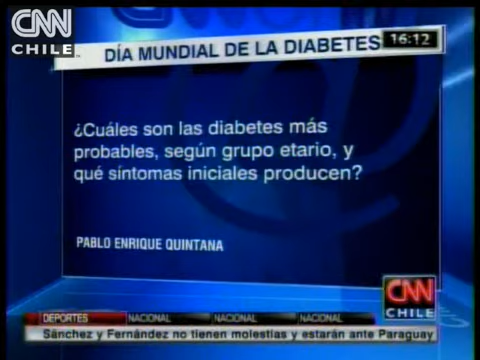 CNN
CHILE
DÍA MUNDIAL DE LA DIABETES
16:12
¿Cuáles son las diabetes más
probables, según grupo etario, y
qué síntomas iniciales producen?
PABLO ENRIQUE QUINTANA
CNN
CHILE
DEPORTES NACIONAL NACIONAL NACIONAL
Sánchez y Fernández no tienen molestias y estarán ante Paraguay